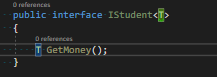 0 references
public interface IStudent<T>
{
0 references
T GetMoney();
}